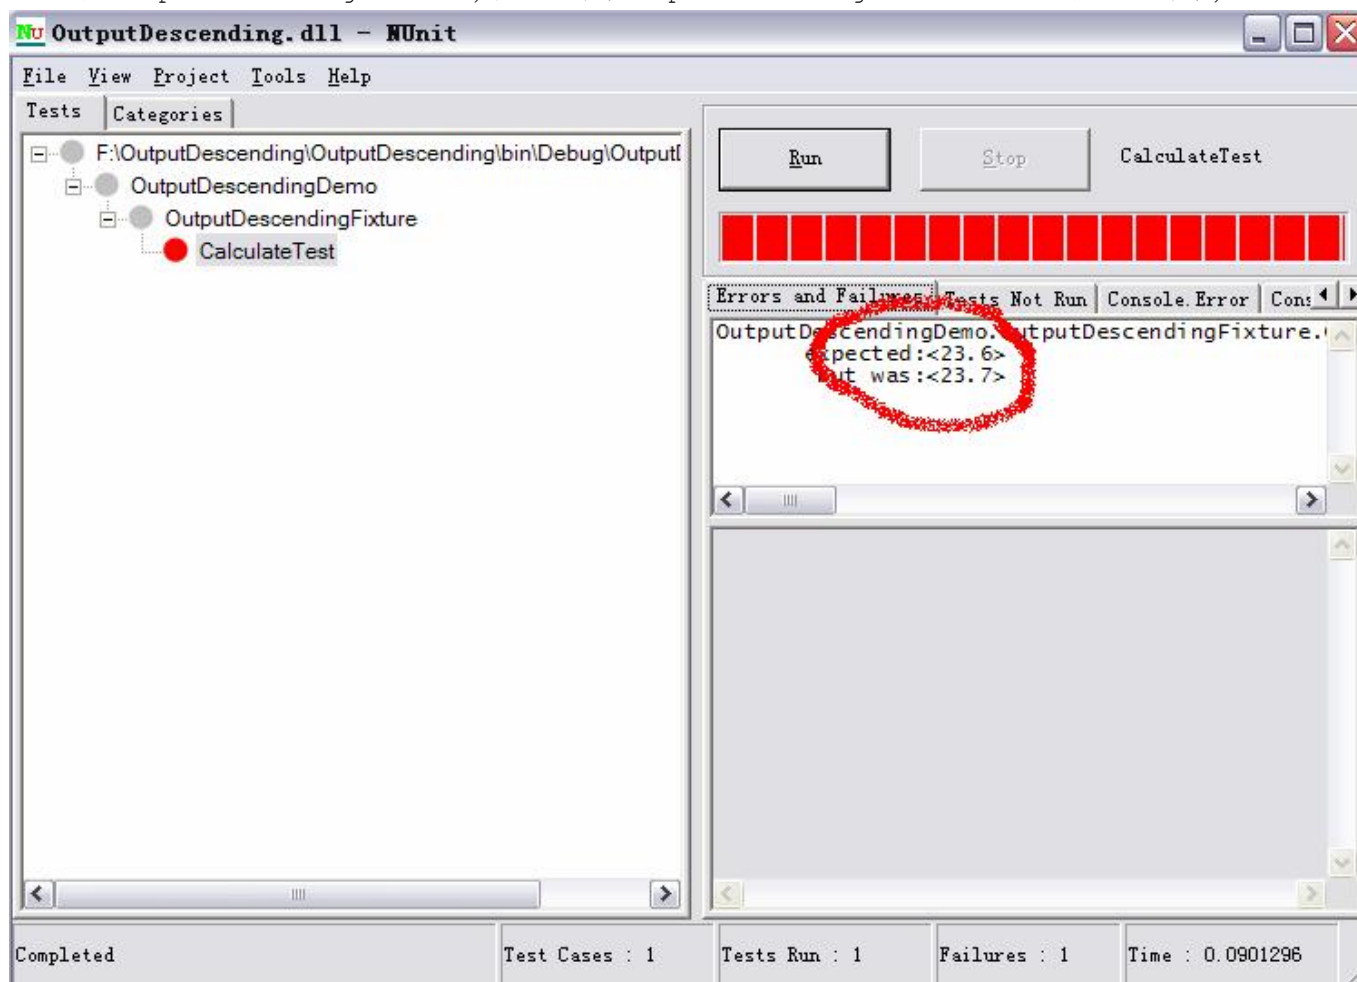 NU OutputDescending.dll - NUnit
File View Project Tools Help
Tests Categories
F:\OutputDescending\OutputDescending\bin\Debug\Output
OutputDescendingDemo
OutputDescendingFixture
CalculateTest
Run Stop CalculateTest
Errors and Failures Tests Not Run Console.Error Cons
OutputDescendingDemo.OutputDescendingFixture.
expected:<23.6>
but was:<23.7>
Completed Test Cases : 1 Tests Run : 1 Failures : 1 Time : 0.0901296